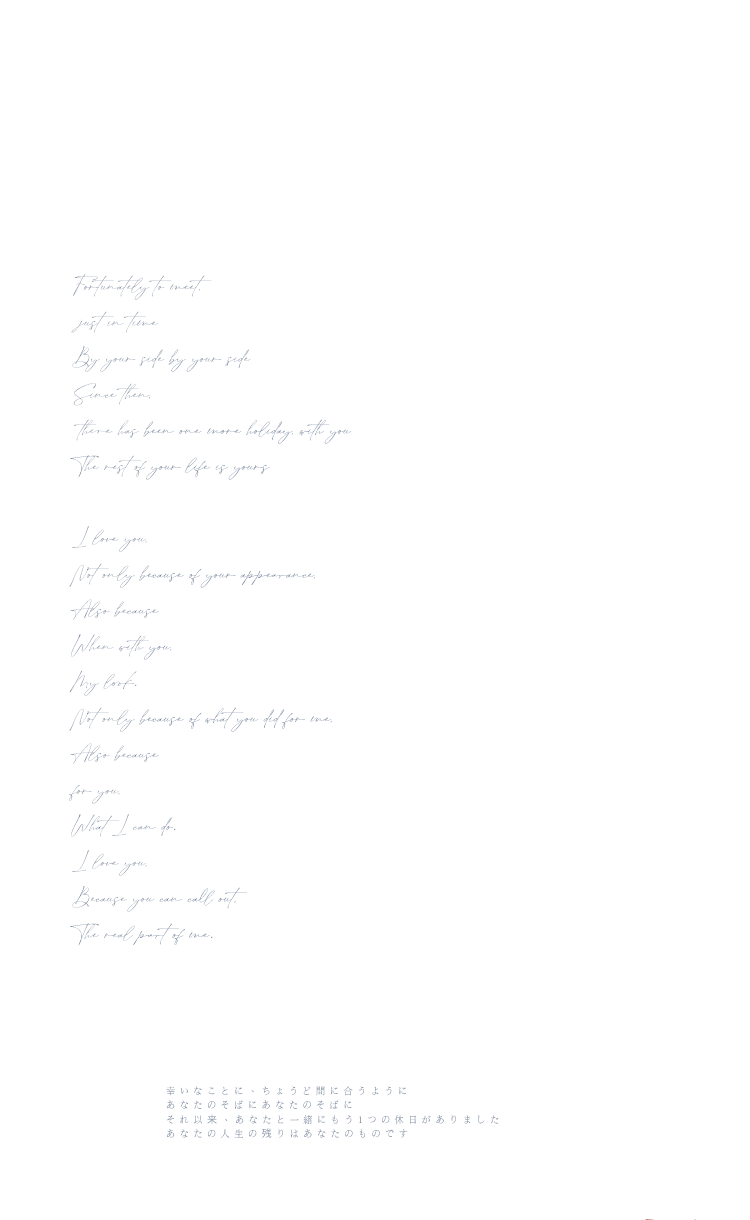 Fortunately to meet,
just in time
By your side by your side
Since then,
there has been one more holiday, with you
The rest of your life is yours
I love you,
Not only because of your appearance,
Also because
When with you,
My look.
Not only because of what you did for me,
Also because
for you,
What I can do.
I love you,
Because you can call out,
The real part of me.
幸いなことに、ちょうど間に合うように
あなたのそばにあなたのそばに
それ以来、あなたと一緒にもう1つの休日がありました
あなたの人生の残りはあなたのものです